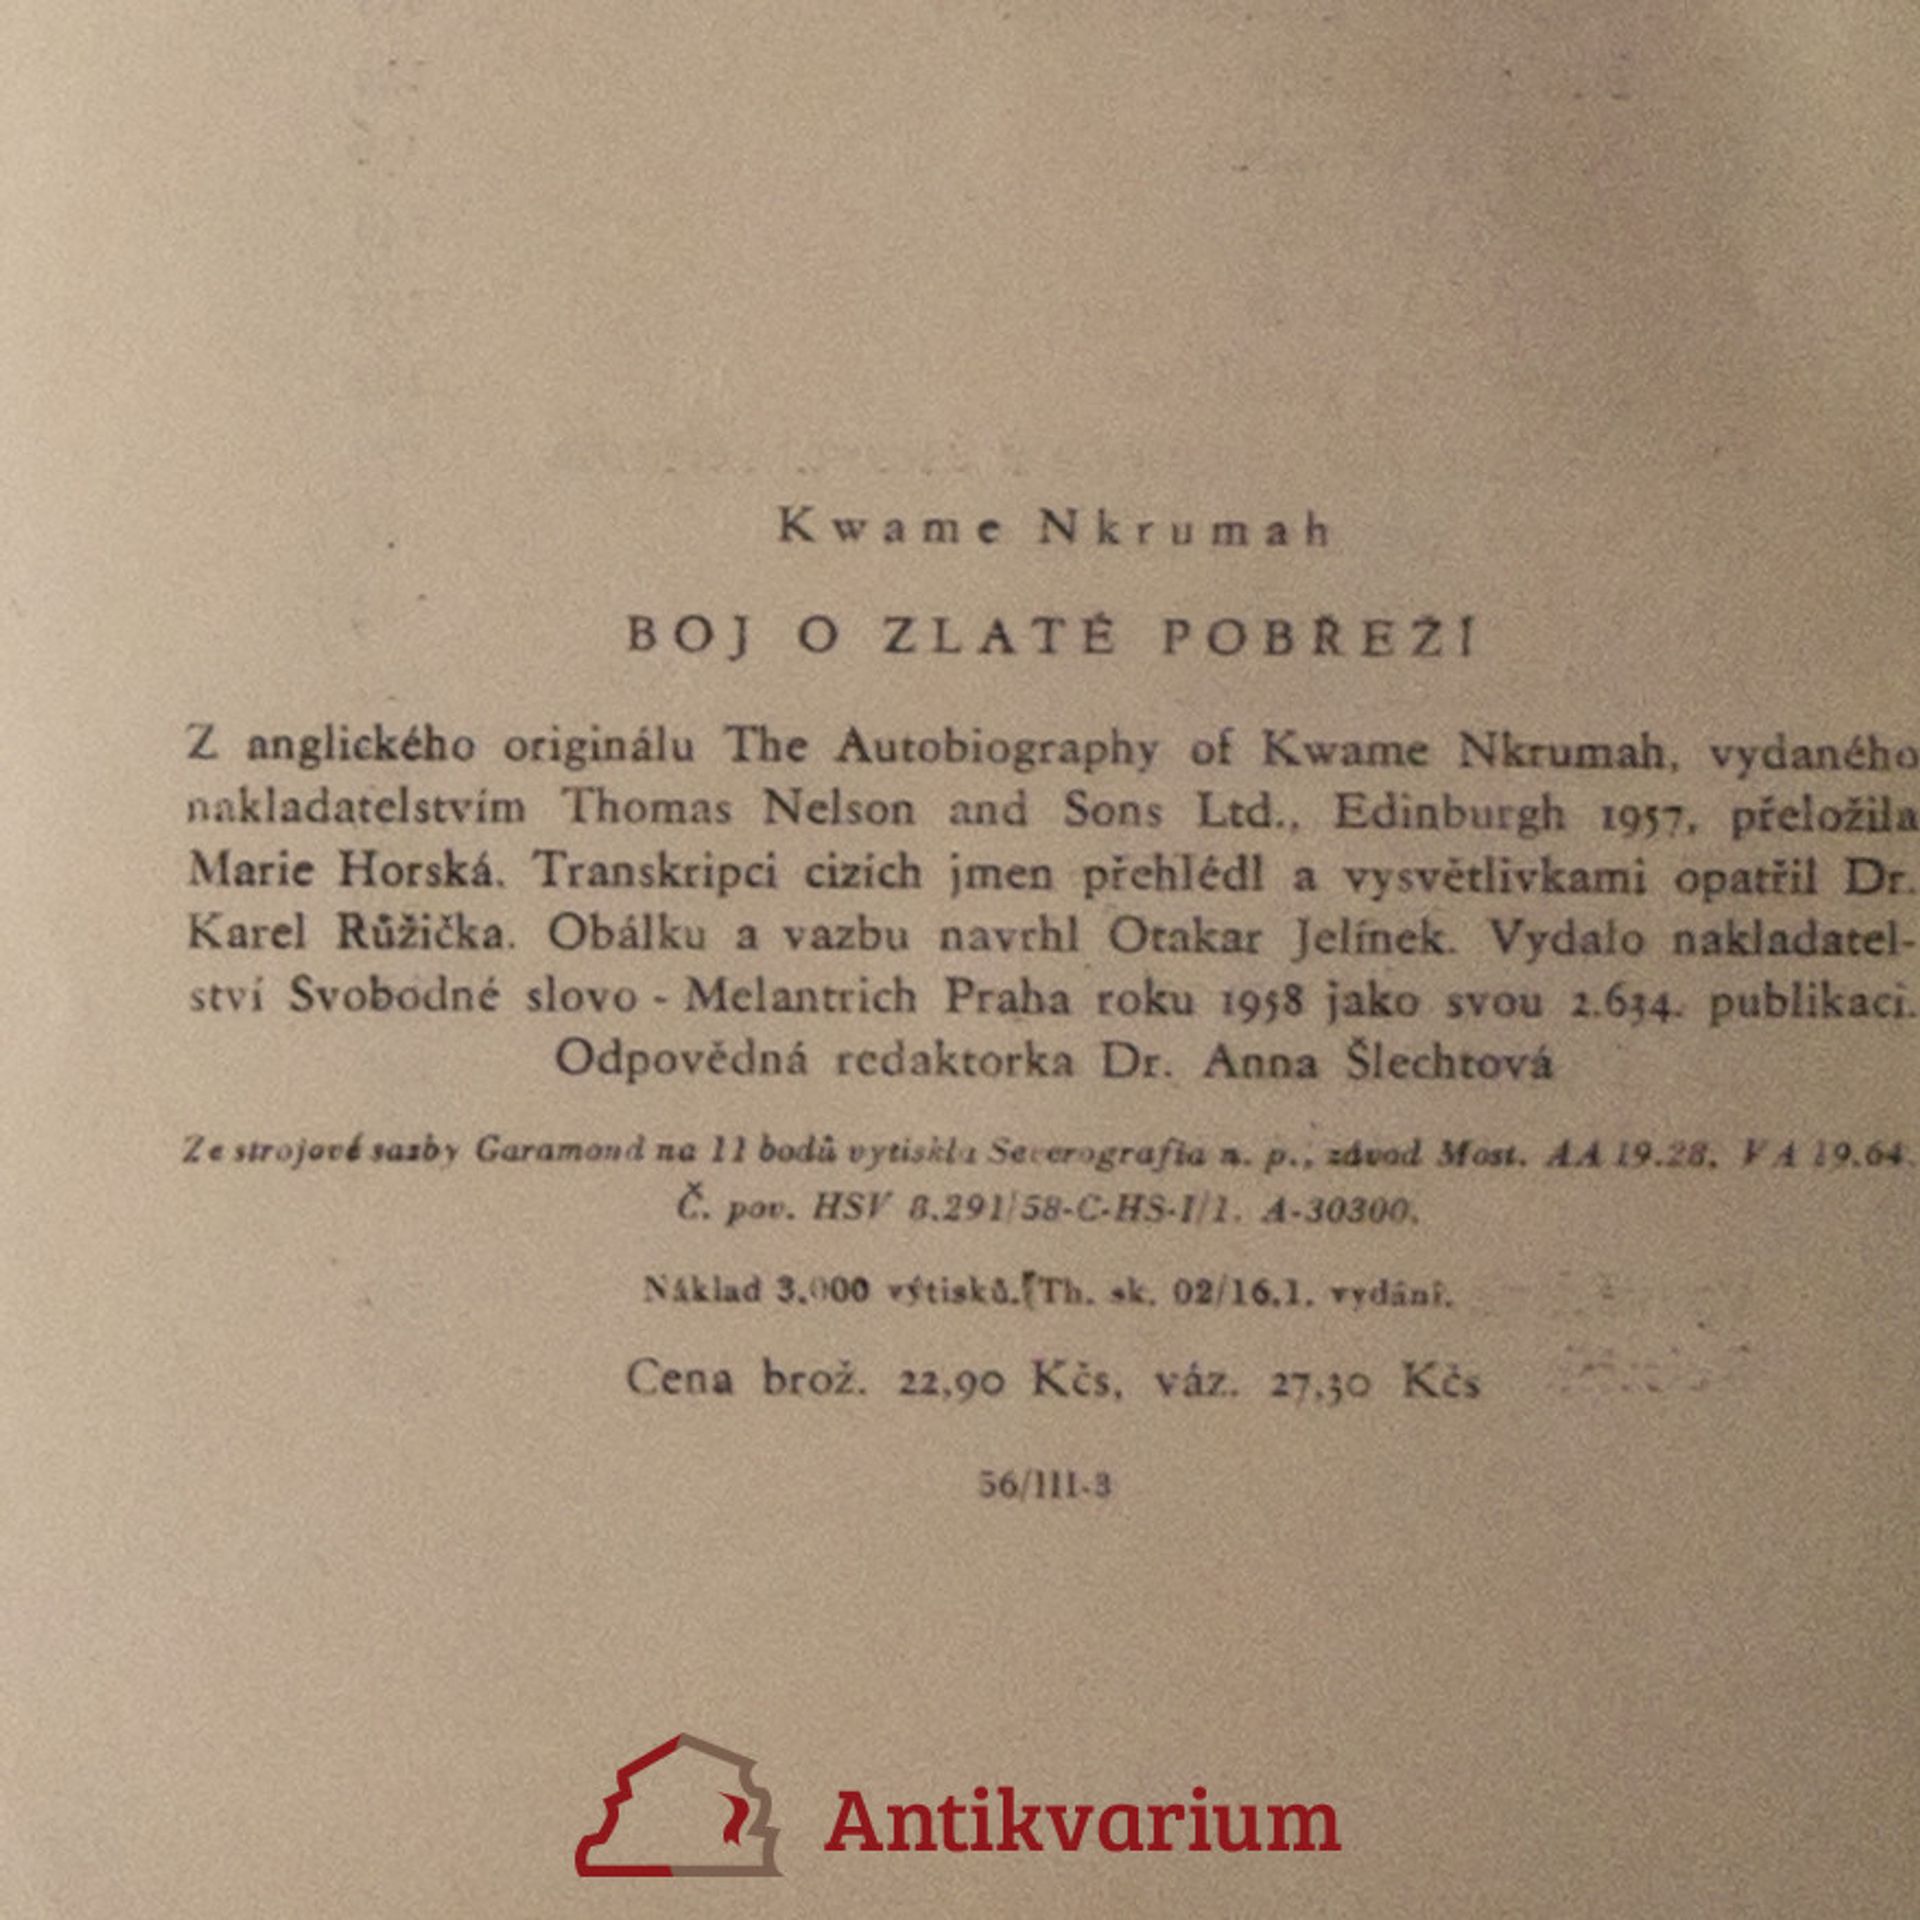 Kwame Nkrumah
BOJ O ZLATÉ POBŘEŽÍ
Z anglického originálu The Autobiography of Kwame Nkrumah, vydaného
nakladatelstvím Thomas Nelson and Sons Ltd., Edinburgh 1957, přeložila
Marie Horská. Transkripci cizích jmen přehlédl a vysvětlivkami opatřil Dr.
Karel Růžička. Obálku a vazbu navrhl Otakar Jelínek. Vydalo nakladatel-
ství Svobodné slovo - Melantrich Praha roku 1958 jako svou 2.634. publikaci.
Odpovědná redaktorka Dr. Anna Šlechtová
Ze strojové sazby Garamond na 11 bodů vytiskla Severografia n. p., závod Most. AA 19.28. VA 19.64.
Č. pov. HSV 8.291/58-C-HS-I/1. A-30300.
Náklad 3.000 výtisků. Th. sk. 02/16.1. vydání.
Cena brož. 22,90 Kčs, váz. 27,30 Kčs
56/III-3
Antikvarium